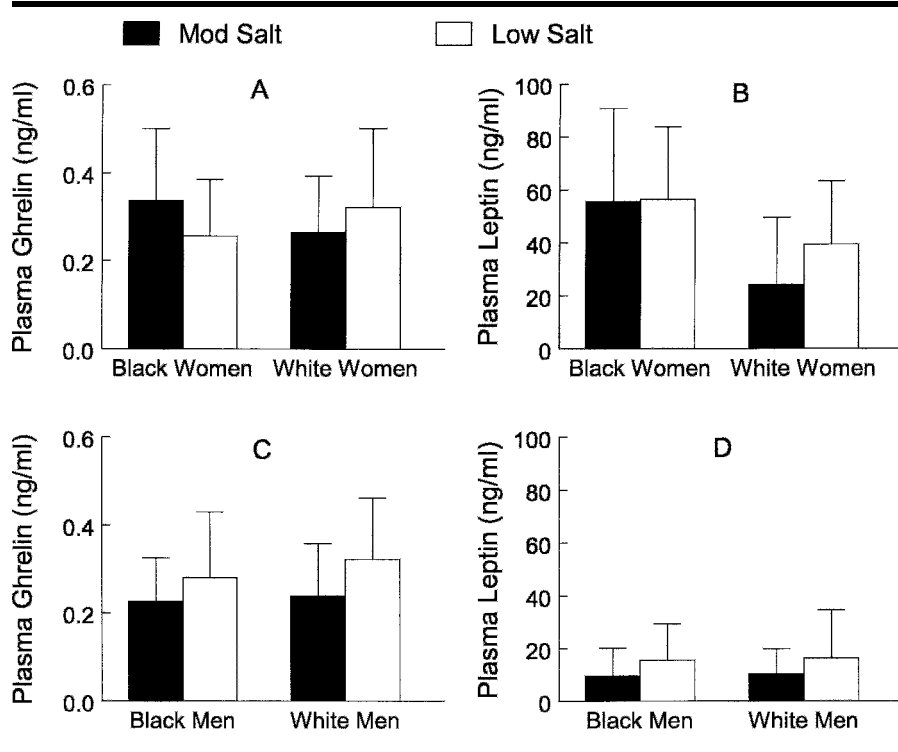 Mod Salt
Low Salt
A
Plasma Ghrelin (ng/ml)
0.6
0.4
0.2
0.0
Black Women
White Women
B
Plasma Leptin (ng/ml)
100
80
60
40
20
0
Black Women
White Women
C
Plasma Ghrelin (ng/ml)
0.6
0.4
0.2
0.0
Black Men
White Men
D
Plasma Leptin (ng/ml)
100
80
60
40
20
0
Black Men
White Men